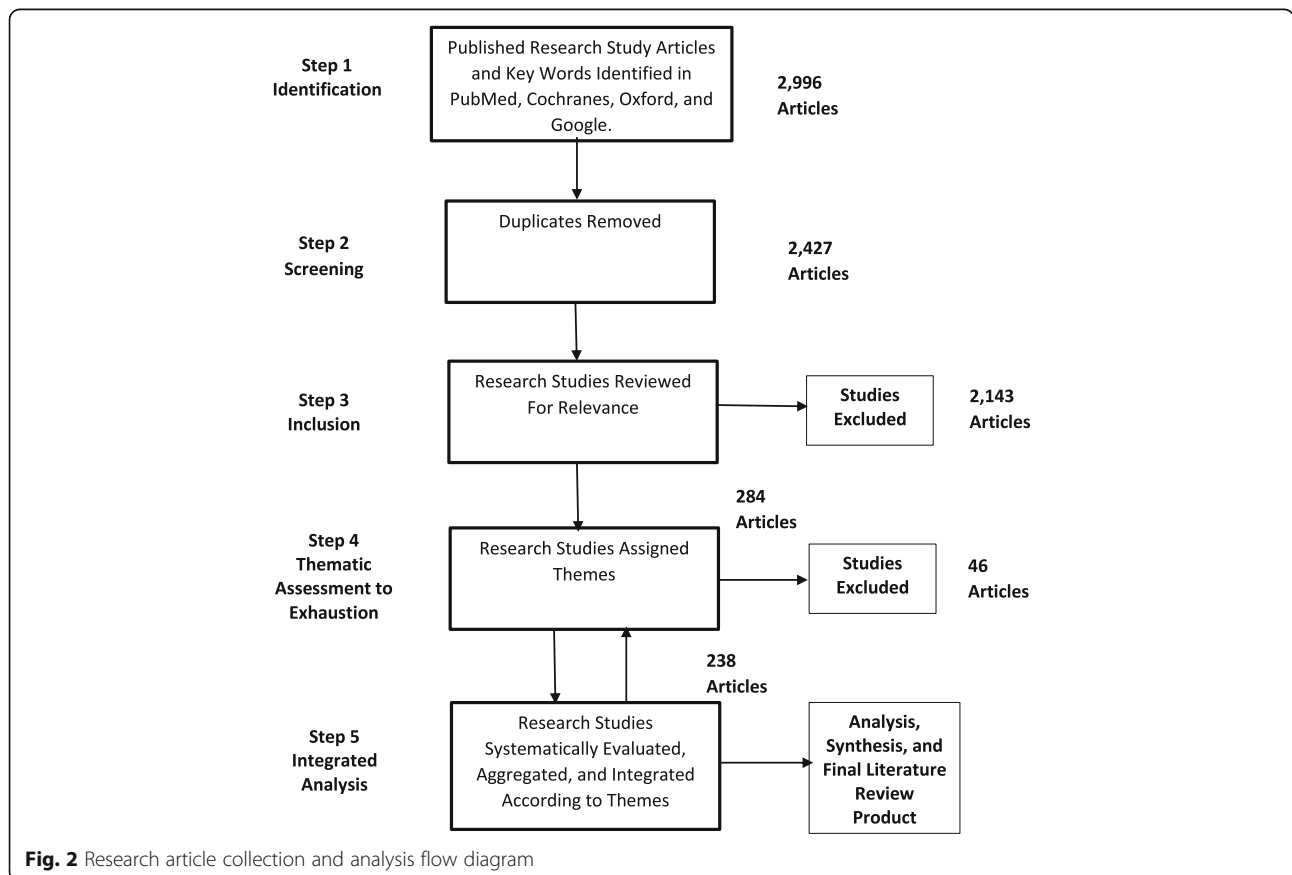 Step 1
Identification
Published Research Study Articles
and Key Words Identified in
PubMed, Cochranes, Oxford, and
Google.
2,996
Articles
Step 2
Screening
Duplicates Removed
2,427
Articles
Step 3
Inclusion
Research Studies Reviewed
For Relevance
Studies
Excluded
2,143
Articles
284
Articles
Step 4
Thematic
Assessment to
Exhaustion
Research Studies Assigned
Themes
Studies
Excluded
46
Articles
238
Articles
Step 5
Integrated
Analysis
Research Studies
Systematically Evaluated,
Aggregated, and Integrated
According to Themes
Analysis,
Synthesis, and
Final Literature
Review
Product
Fig. 2 Research article collection and analysis flow diagram